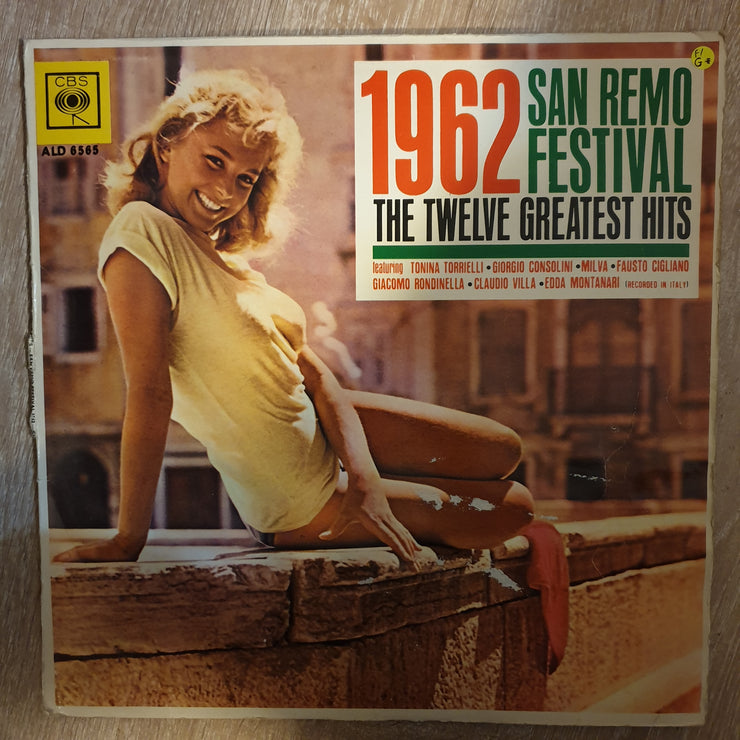 CBS
ALD 6565
E/
G+
1962 SAN REMO
FESTIVAL
THE TWELVE GREATEST HITS
featuring TONINA TORRIELLI • GIORGIO CONSOLINI • MILVA • FAUSTO CIGLIANO
GIACOMO RONDINELLA • CLAUDIO VILLA • EDDA MONTANARI (RECORDED IN ITALY)